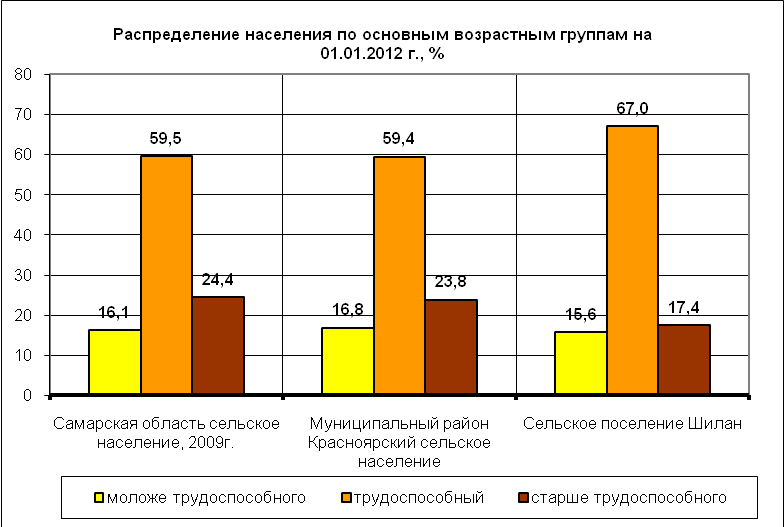 Распределение населения по основным возрастным группам на
01.01.2012 г., %
80
70
60
50
40
30
20
10
0
16,1
59,5
24,4
16,8
59,4
23,8
15,6
67,0
17,4
Самарская область сельское
население, 2009г.
Муниципальный район
Красноярский сельское
население
Сельское поселение Шилан
моложе трудоспособного
трудоспособный
старше трудоспособного